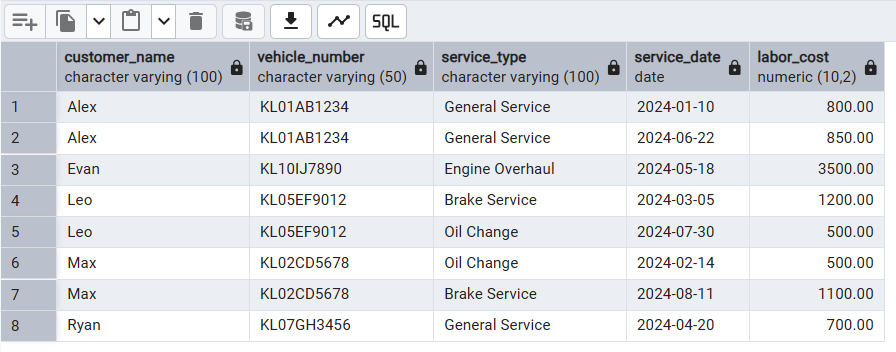 SQL
customer_name vehicle_number service_type service_date labor_cost
character varying (100) character varying (50) character varying (100) date numeric (10,2)
1 Alex KL01AB1234 General Service 2024-01-10 800.00
2 Alex KL01AB1234 General Service 2024-06-22 850.00
3 Evan KL10IJ7890 Engine Overhaul 2024-05-18 3500.00
4 Leo KL05EF9012 Brake Service 2024-03-05 1200.00
5 Leo KL05EF9012 Oil Change 2024-07-30 500.00
6 Max KL02CD5678 Oil Change 2024-02-14 500.00
7 Max KL02CD5678 Brake Service 2024-08-11 1100.00
8 Ryan KL07GH3456 General Service 2024-04-20 700.00